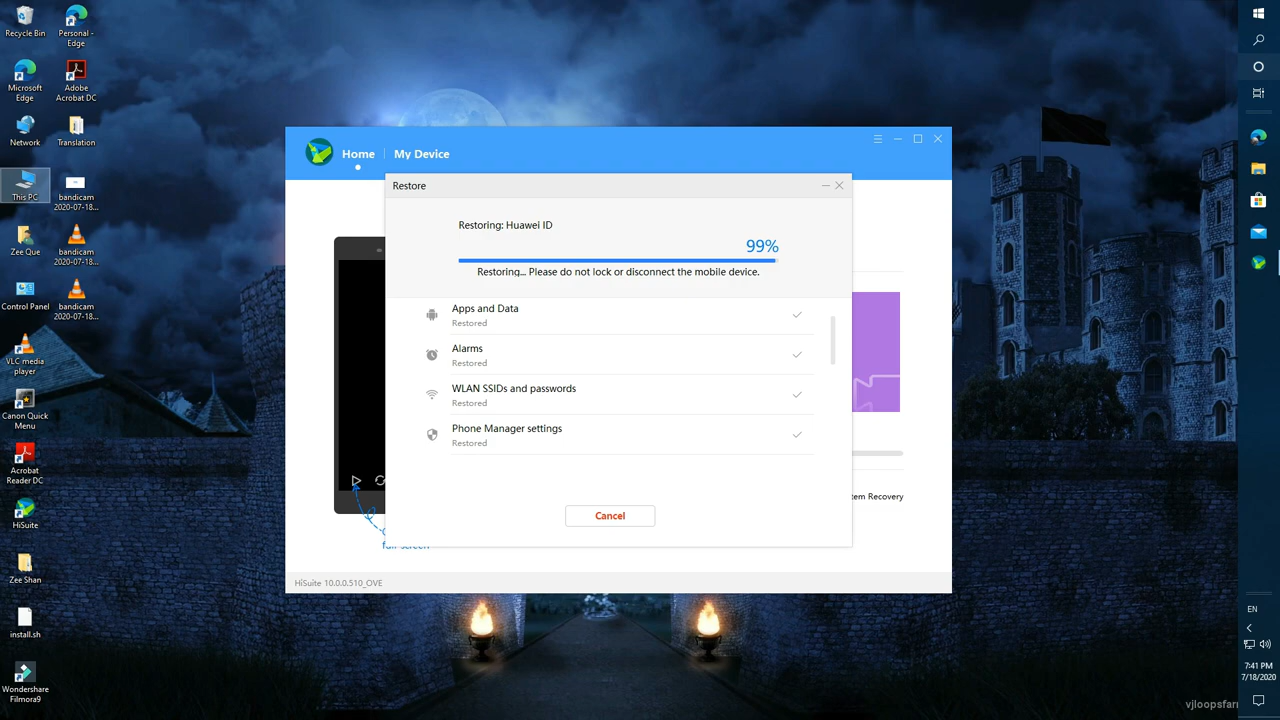 Recycle Bin
Personal -
Edge
Microsoft
Edge
Adobe
Acrobat DC
Network
Translation
This PC
bandicam
2020-07-18...
Zee Que
bandicam
2020-07-18...
Control Panel
bandicam
2020-07-18...
VLC media
player
Canon Quick
Menu
Acrobat
Reader DC
HiSuite
Zee Shan
install.sh
Wondershare
Filmora9
Home
My Device
Restore
Restoring: Huawei ID
99%
Restoring... Please do not lock or disconnect the mobile device.
Apps and Data
Restored
Alarms
Restored
WLAN SSIDs and passwords
Restored
Phone Manager settings
Restored
Cancel
tem Recovery
HiSuite 10.0.0.510_OVE
EN
7:41 PM
7/18/2020
vjloopsfar